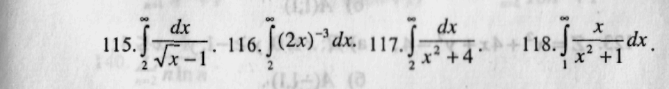 115. ∫₂^∞ dx/(√x − 1). 116. ∫₂^∞ (2x)⁻³ dx. 117. ∫₂^∞ dx/(x² + 4). 118. ∫₁^∞ x/(x² + 1) dx.